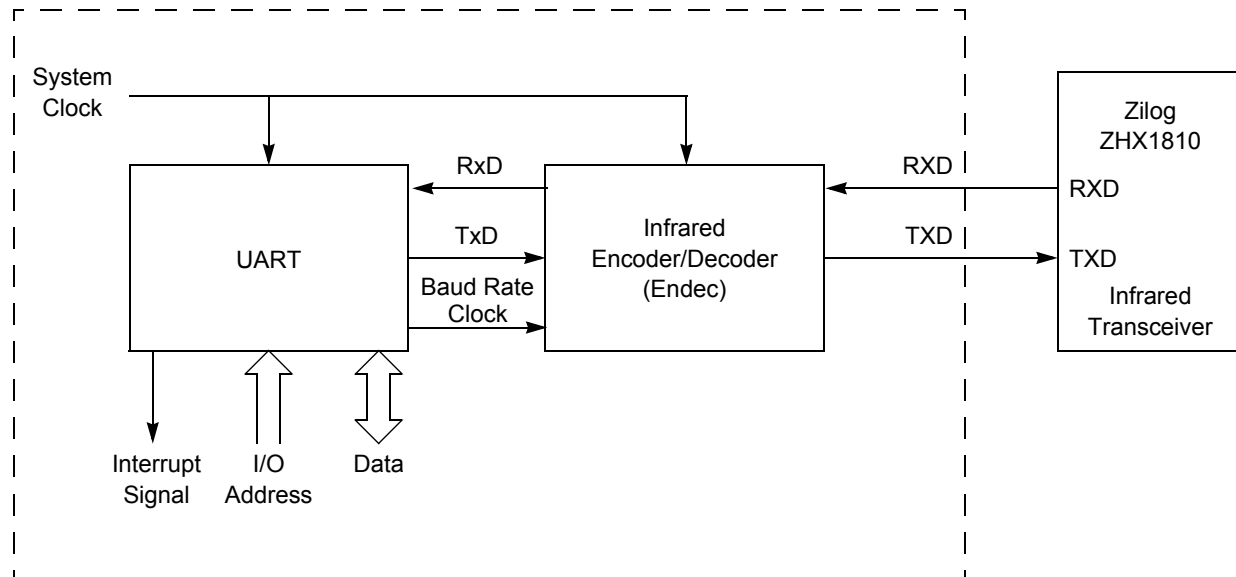 System
Clock
Zilog
ZHX1810
RxD
RXD
RXD
Infrared
Encoder/Decoder
(Endec)
UART
TxD
TXD
TXD
Baud Rate
Clock
Infrared
Transceiver
Interrupt
Signal
I/O
Address
Data